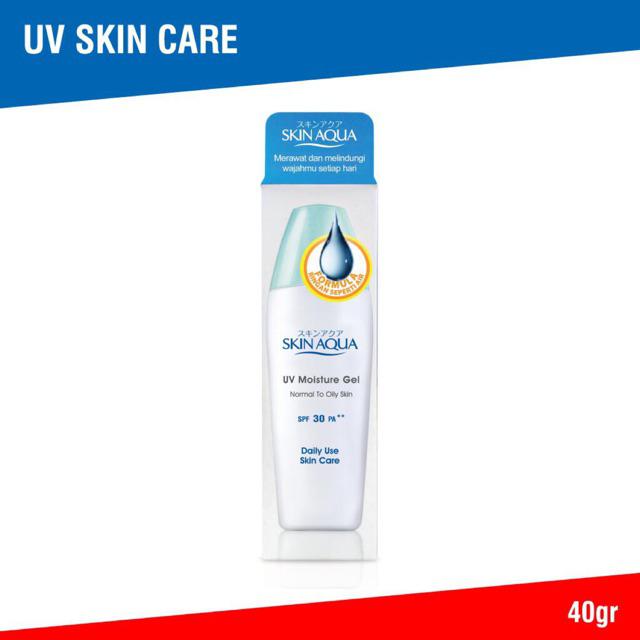 UV SKIN CARE
スキンアクア
SKIN AQUA
Merawat dan melindungi
wajahmu setiap hari
FORMULA
RINGAN SEPERTI AIR
スキンアクア
SKIN AQUA
UV Moisture Gel
Normal To Oily Skin
SPF 30 PA++
Daily Use
Skin Care
40gr